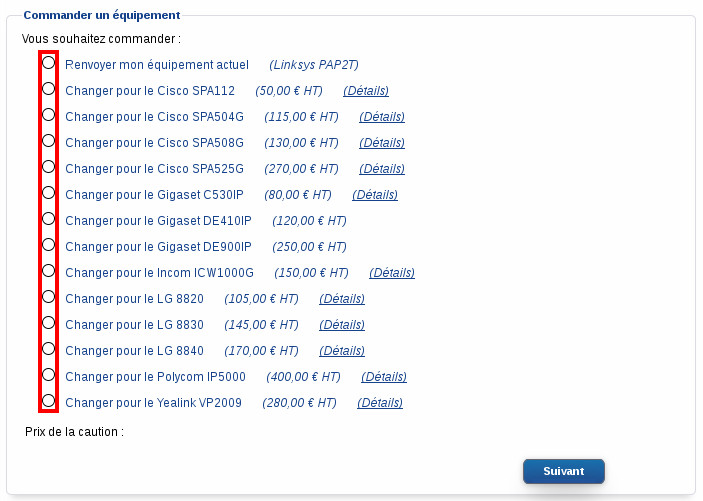 Commander un équipement
Vous souhaitez commander :
Renvoyer mon équipement actuel (Linksys PAP2T)
Changer pour le Cisco SPA112 (50,00 € HT) (Détails)
Changer pour le Cisco SPA504G (115,00 € HT) (Détails)
Changer pour le Cisco SPA508G (130,00 € HT) (Détails)
Changer pour le Cisco SPA525G (270,00 € HT) (Détails)
Changer pour le Gigaset C530IP (80,00 € HT) (Détails)
Changer pour le Gigaset DE410IP (120,00 € HT)
Changer pour le Gigaset DE900IP (250,00 € HT)
Changer pour le Incom ICW1000G (150,00 € HT) (Détails)
Changer pour le LG 8820 (105,00 € HT) (Détails)
Changer pour le LG 8830 (145,00 € HT) (Détails)
Changer pour le LG 8840 (170,00 € HT) (Détails)
Changer pour le Polycom IP5000 (400,00 € HT) (Détails)
Changer pour le Yealink VP2009 (280,00 € HT) (Détails)
Prix de la caution :
Suivant